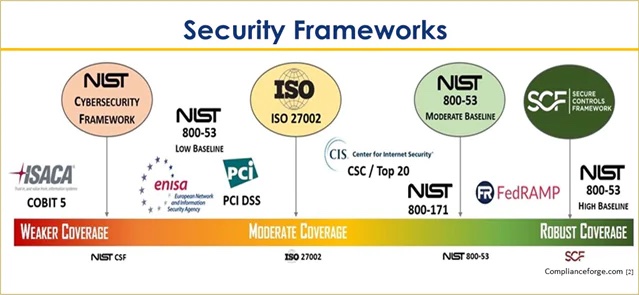 Security Frameworks
NIST
CYBERSECURITY
FRAMEWORK
NIST
800-53
LOW BASELINE
ISO
ISO 27002
NIST
800-53
MODERATE BASELINE
SCF
SECURE
CONTROLS
FRAMEWORK
ISACA
COBIT 5
enisa
European Network
and Information
Security Agency
PCI
PCI DSS
CIS. Center for Internet Security
CSC / TOP 20
NIST
800-171
FR FedRAMP
NIST
800-53
HIGH BASELINE
WEAKER COVERAGE
MODERATE COVERAGE
ROBUST COVERAGE
NIST CSF
ISO 27002
NIST 800-53
SCF
Complianceforge.com [2]